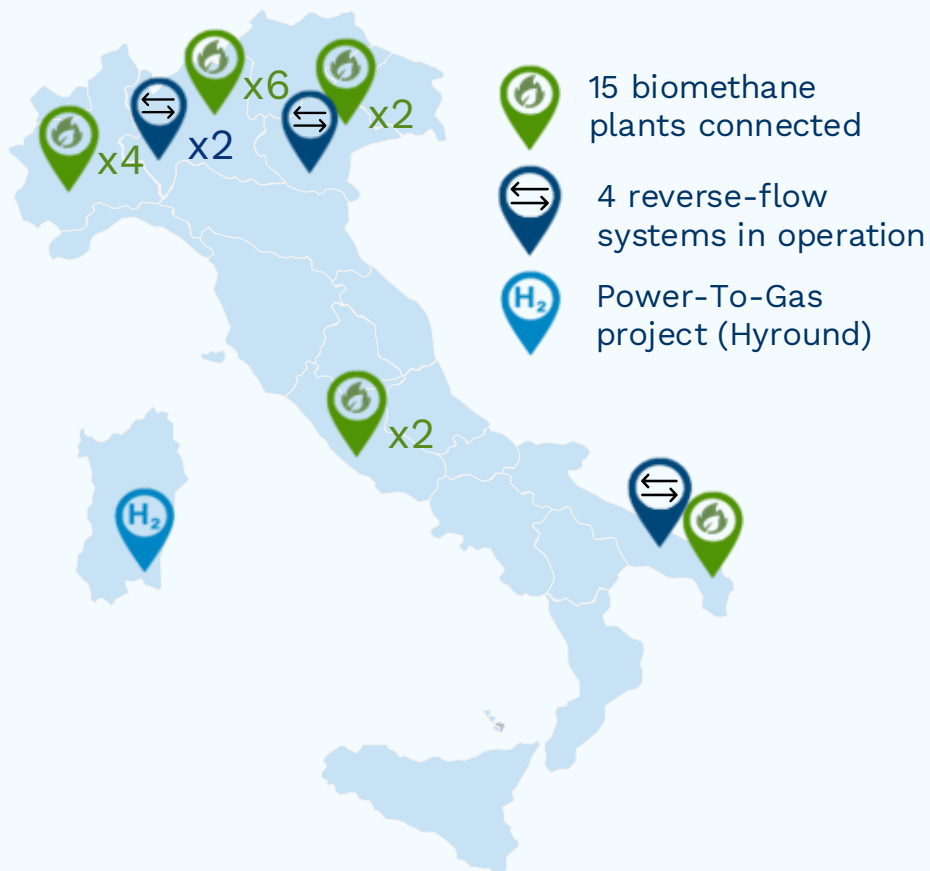 x6
x2
x4
x2
15 biomethane
plants connected
4 reverse-flow
systems in operation
H₂
Power-To-Gas
project (Hyround)
x2
H₂